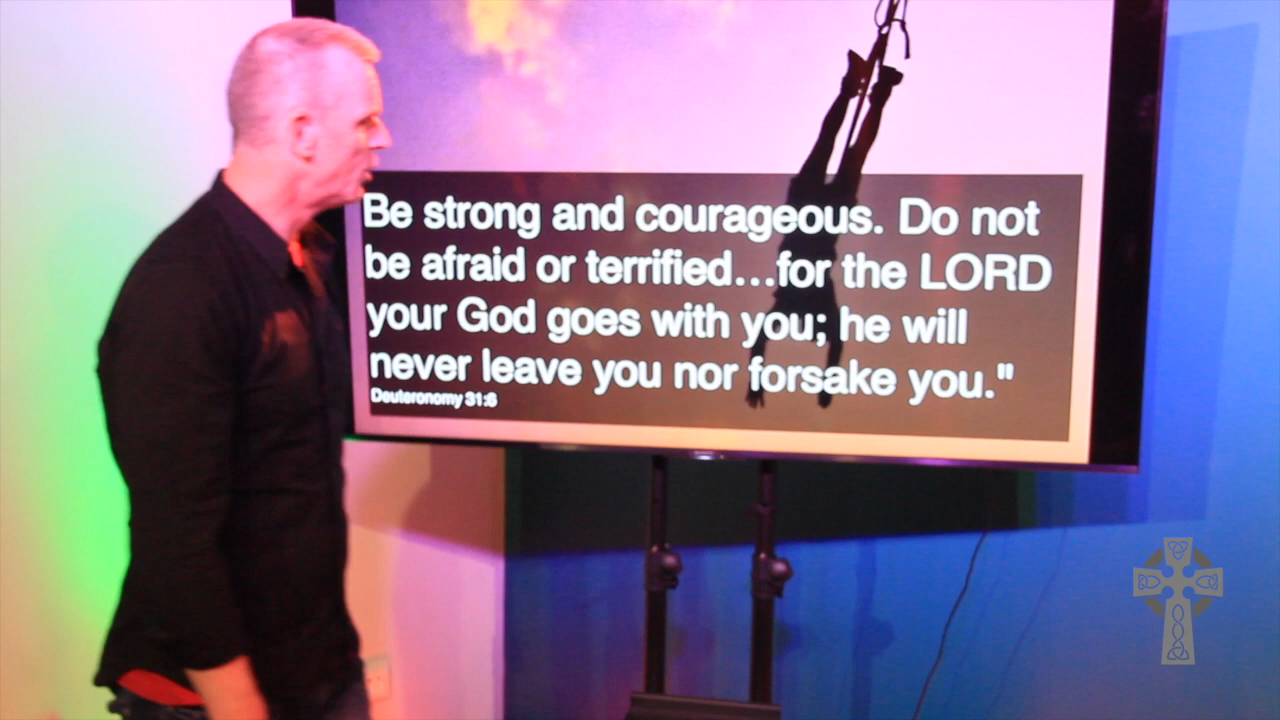 Be strong and courageous. Do not
be afraid or terrified...for the LORD
your God goes with you; he will
never leave you nor forsake you."
Deuteronomy 31:6